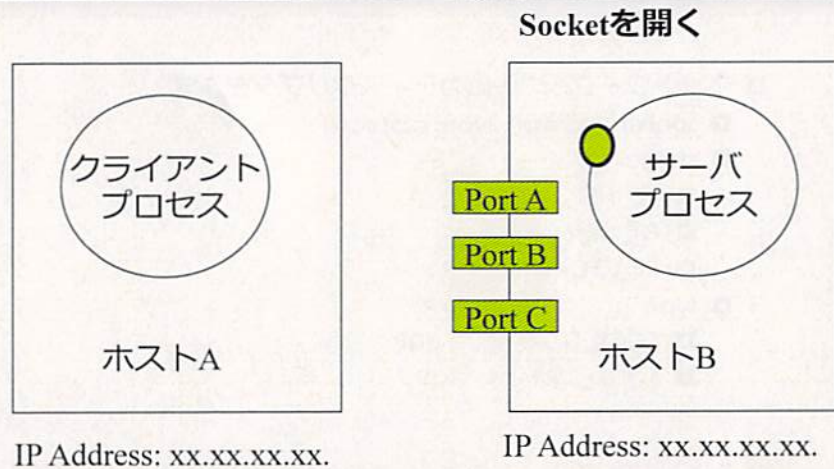 Socketを開く
クライアント
プロセス
ホストA
IP Address: xx.xx.xx.xx.
サーバ
プロセス
Port A
Port B
Port C
ホストB
IP Address: xx.xx.xx.xx.